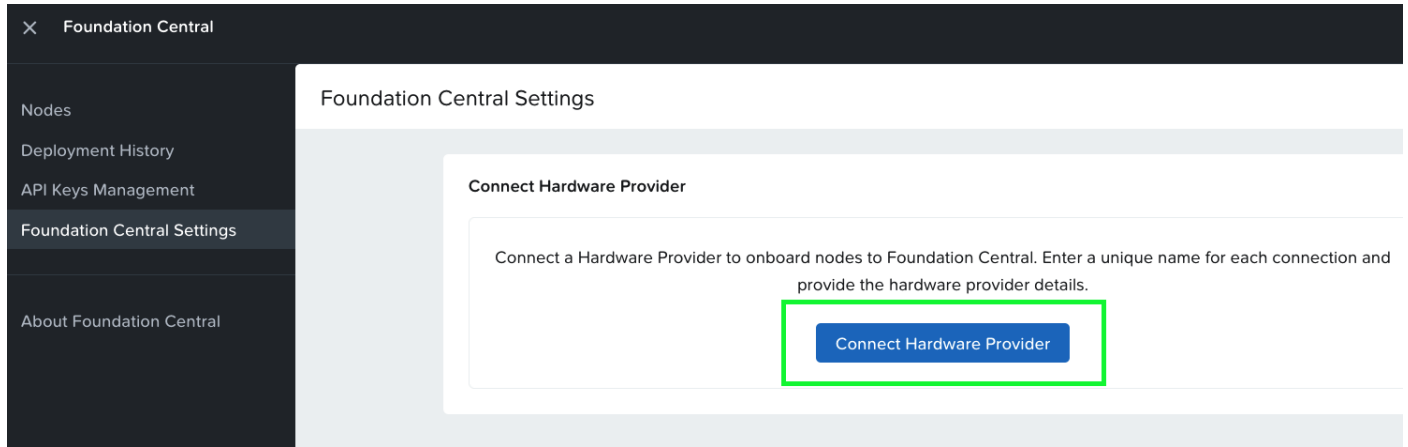 Foundation Central
Nodes
Deployment History
API Keys Management
Foundation Central Settings
About Foundation Central
Foundation Central Settings
Connect Hardware Provider
Connect a Hardware Provider to onboard nodes to Foundation Central. Enter a unique name for each connection and
provide the hardware provider details.
Connect Hardware Provider